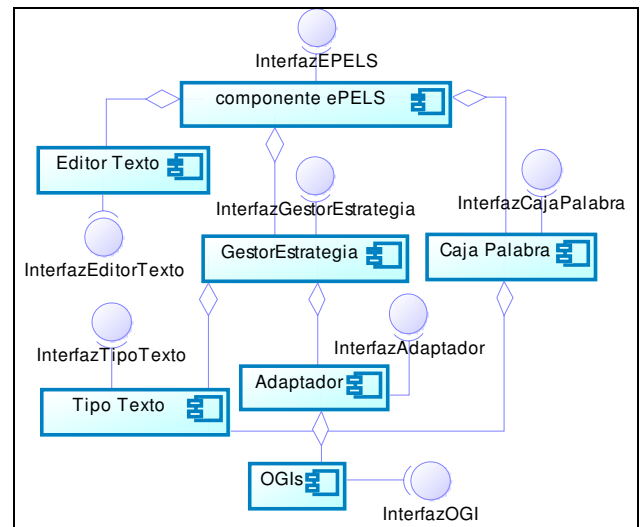 InterfazEPELS
componente ePELS
Editor Texto
InterfazGestorEstrategia
InterfazCajaPalabra
GestorEstrategia
Caja Palabra
InterfazEditorTexto
InterfazTipoTexto
InterfazAdaptador
Adaptador
Tipo Texto
OGIs
InterfazOGI